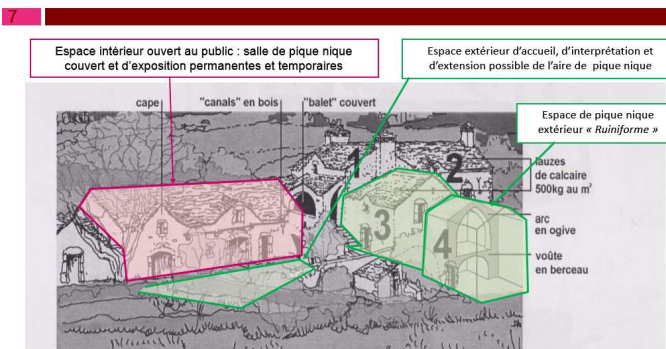 7
Espace intérieur ouvert au public : salle de pique nique
couvert et d'exposition permanentes et temporaires
Espace extérieur d'accueil, d'interprétation et
d'extension possible de l'aire de pique nique
Espace de pique nique
extérieur « Ruiniforme »
cape
"canals" en bois
"balet" couvert
1
2
3
4
lauzes
de calcaire
500kg au m²
arc
en ogive
voûte
en berceau